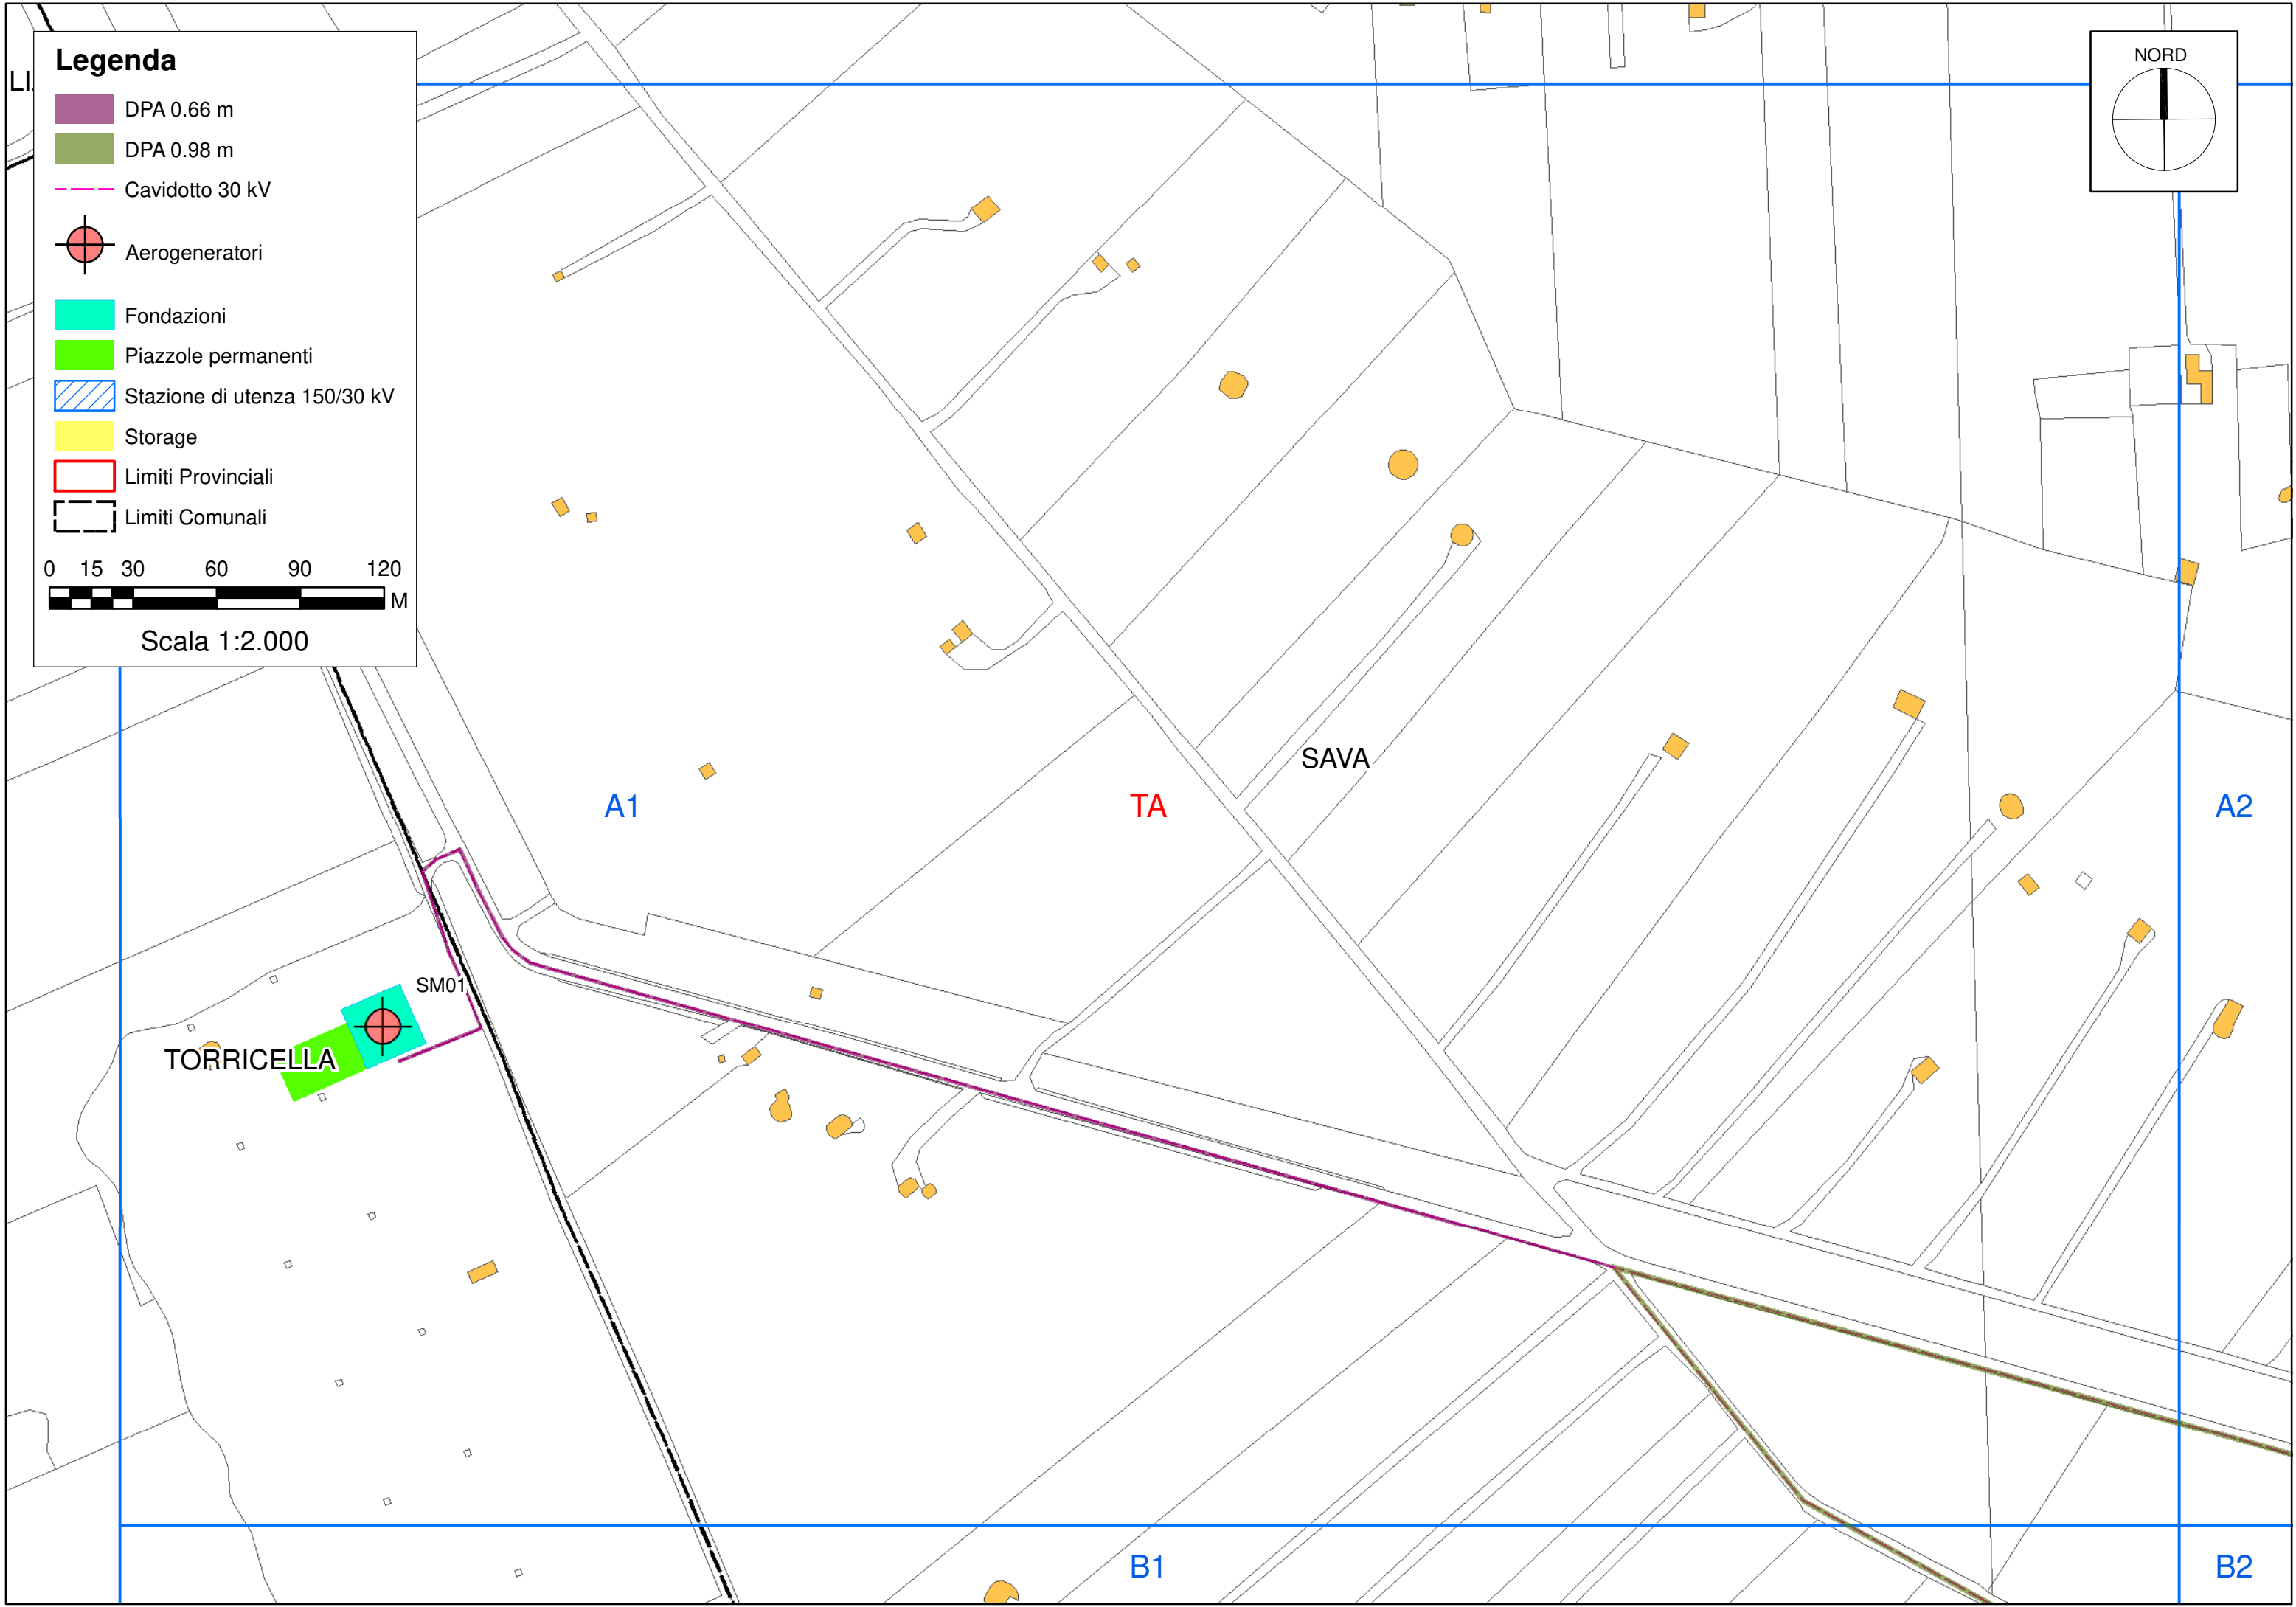 LI
Legenda
DPA 0.66 m
DPA 0.98 m
Cavidotto 30 kV
Aerogeneratori
Fondazioni
Piazzole permanenti
Stazione di utenza 150/30 kV
Storage
Limiti Provinciali
Limiti Comunali
0 15 30 60 90 120
M
Scala 1:2.000
NORD
SAVA
A1
TA
A2
SM01
TORRICELLA
B1
B2